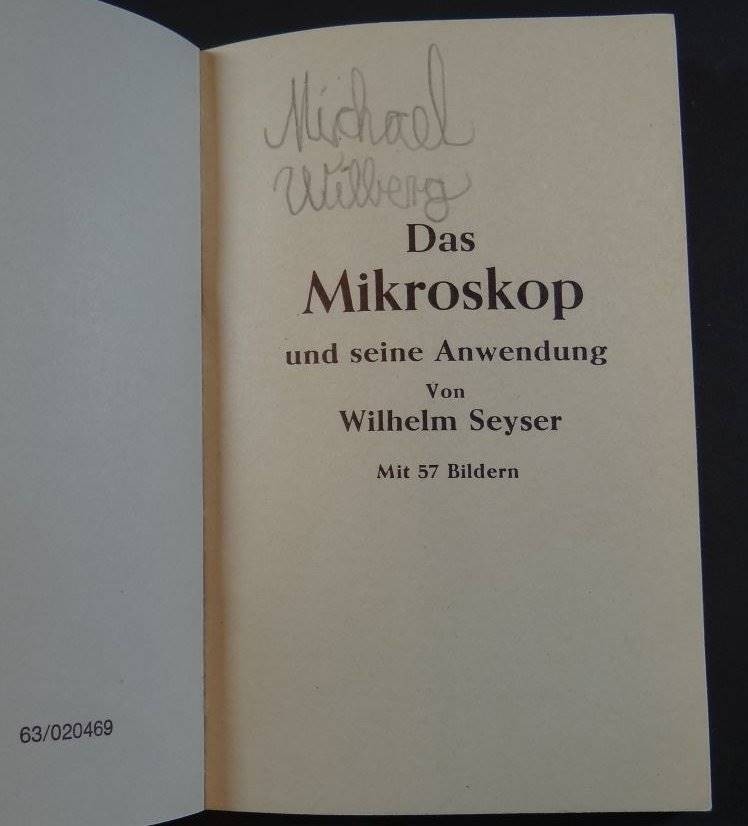 63/020469
Michael
Wilberg
Das
Mikroskop
und seine Anwendung
Von
Wilhelm Seyser
Mit 57 Bildern